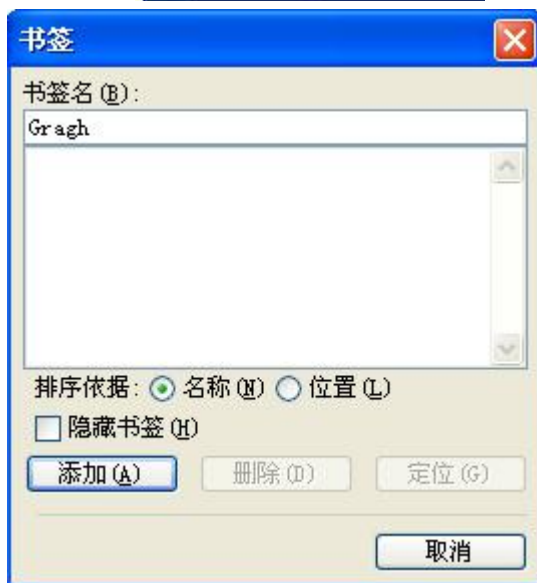 书签
书签名(B):
Gragh
排序依据: 名称(N) 位置(L)
隐藏书签(H)
添加(A) 删除(D) 定位(G)
取消